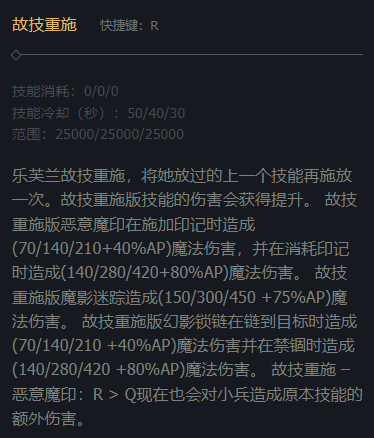 故技重施 快捷键：R
技能消耗：0/0/0
技能冷却（秒）：50/40/30
范围：25000/25000/25000
乐芙兰故技重施，将她放过的上一个技能再施放
一次。故技重施版技能的伤害会获得提升。 故技
重施版恶意魔印在施加印记时造成
(70/140/210+40%AP)魔法伤害，并在消耗印记
时造成(140/280/420+80%AP)魔法伤害。 故技
重施版魔影迷踪造成(150/300/450 +75%AP)魔
法伤害。 故技重施版幻影锁链在链到目标时造成
(70/140/210 +40%AP)魔法伤害并在禁锢时造成
(140/280/420 +80%AP)魔法伤害。 故技重施 –
恶意魔印：R > Q现在也会对小兵造成原本技能的
额外伤害。